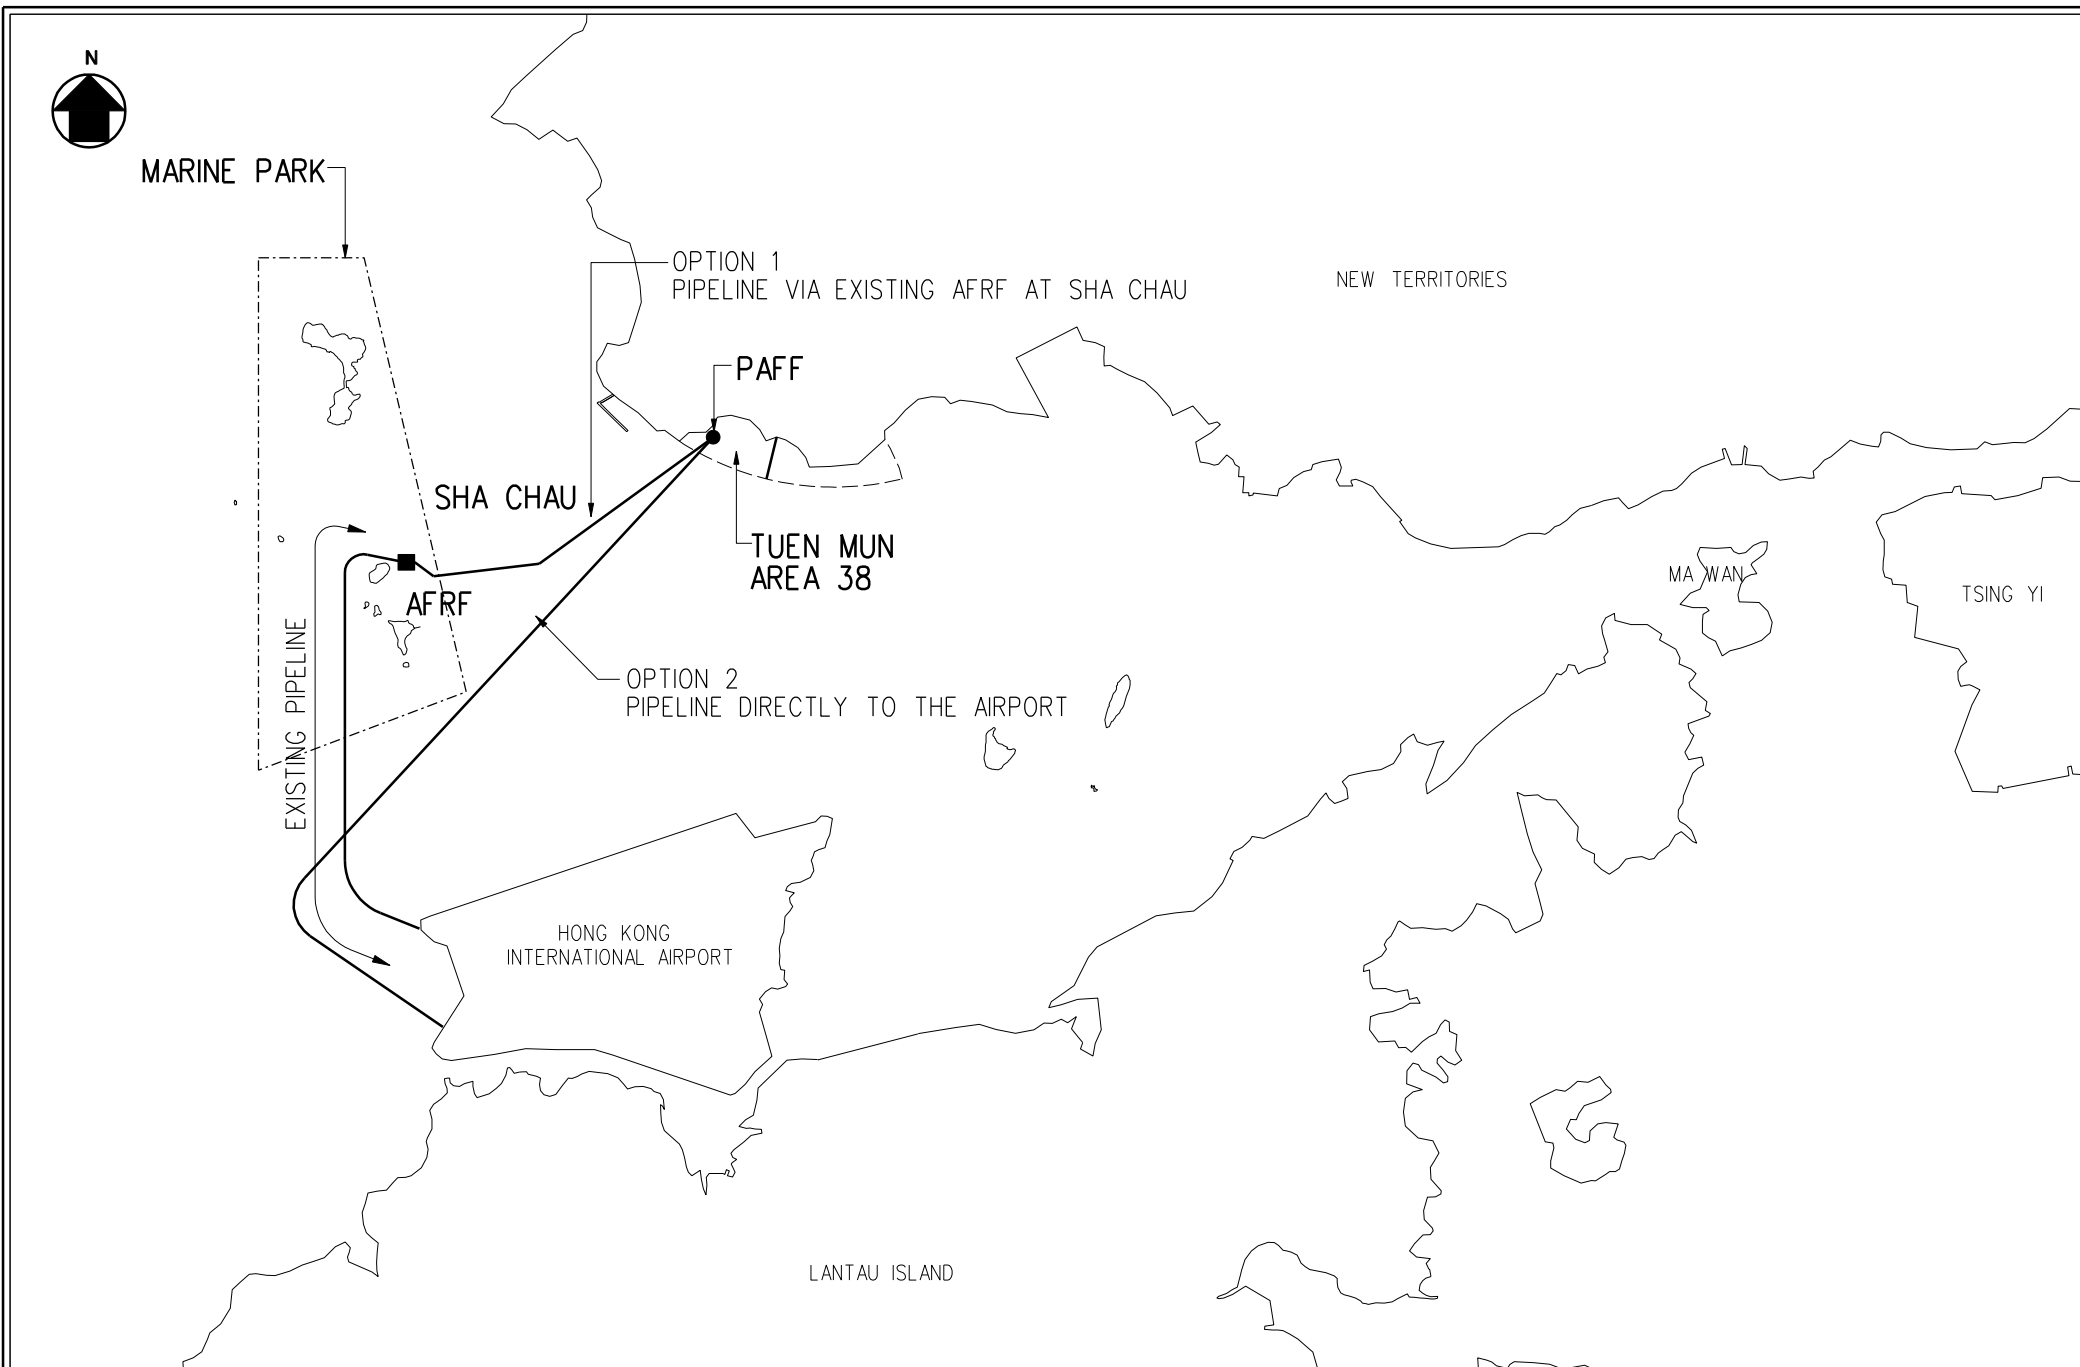 N
MARINE PARK
OPTION 1
PIPELINE VIA EXISTING AFRF AT SHA CHAU
NEW TERRITORIES
PAFF
SHA CHAU
TUEN MUN
AREA 38
MA WAN
TSING YI
AFRF
EXISTING PIPELINE
OPTION 2
PIPELINE DIRECTLY TO THE AIRPORT
HONG KONG
INTERNATIONAL AIRPORT
LANTAU ISLAND